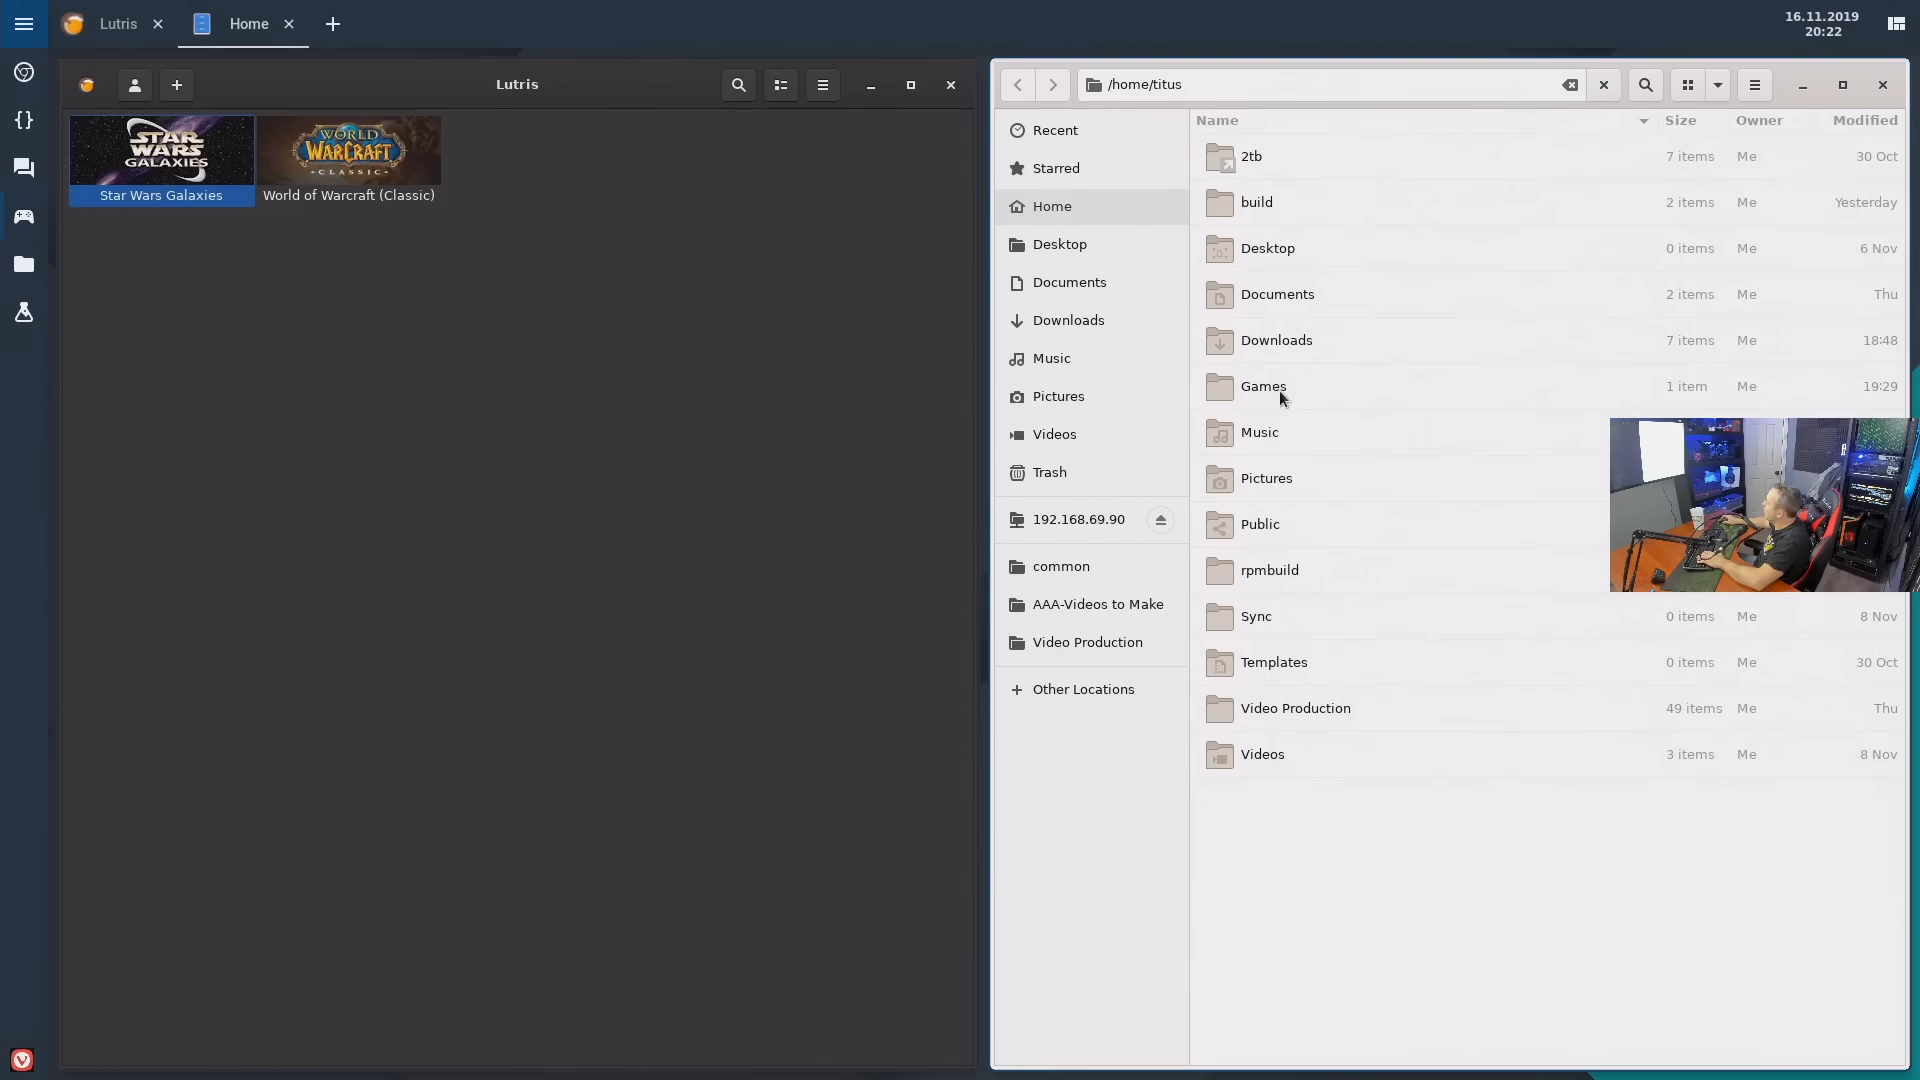 Lutris
Home
16.11.2019
20:22
Lutris
STAR WARS
GALAXIES
Star Wars Galaxies
WORLD
OF
WARCRAFT
CLASSIC
World of Warcraft (Classic)
/home/titus
Recent
Starred
Home
Desktop
Documents
Downloads
Music
Pictures
Videos
Trash
192.168.69.90
common
AAA-Videos to Make
Video Production
Other Locations
Name Size Owner Modified
2tb 7 items Me 30 Oct
build 2 items Me Yesterday
Desktop 0 items Me 6 Nov
Documents 2 items Me Thu
Downloads 7 items Me 18:48
Games 1 item Me 19:29
Music
Pictures
Public
rpmbuild
Sync 0 items Me 8 Nov
Templates 0 items Me 30 Oct
Video Production 49 items Me Thu
Videos 3 items Me 8 Nov